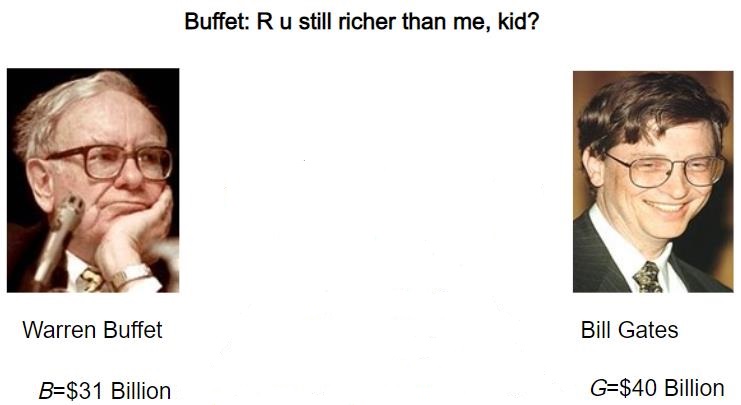 Buffet: R u still richer than me, kid?
Warren Buffet
Bill Gates
B=$31 Billion
G=$40 Billion